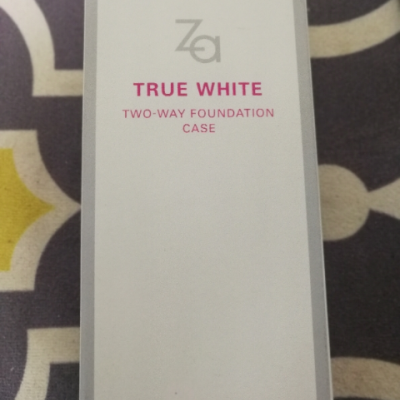 Za
TRUE WHITE
TWO-WAY FOUNDATION
CASE